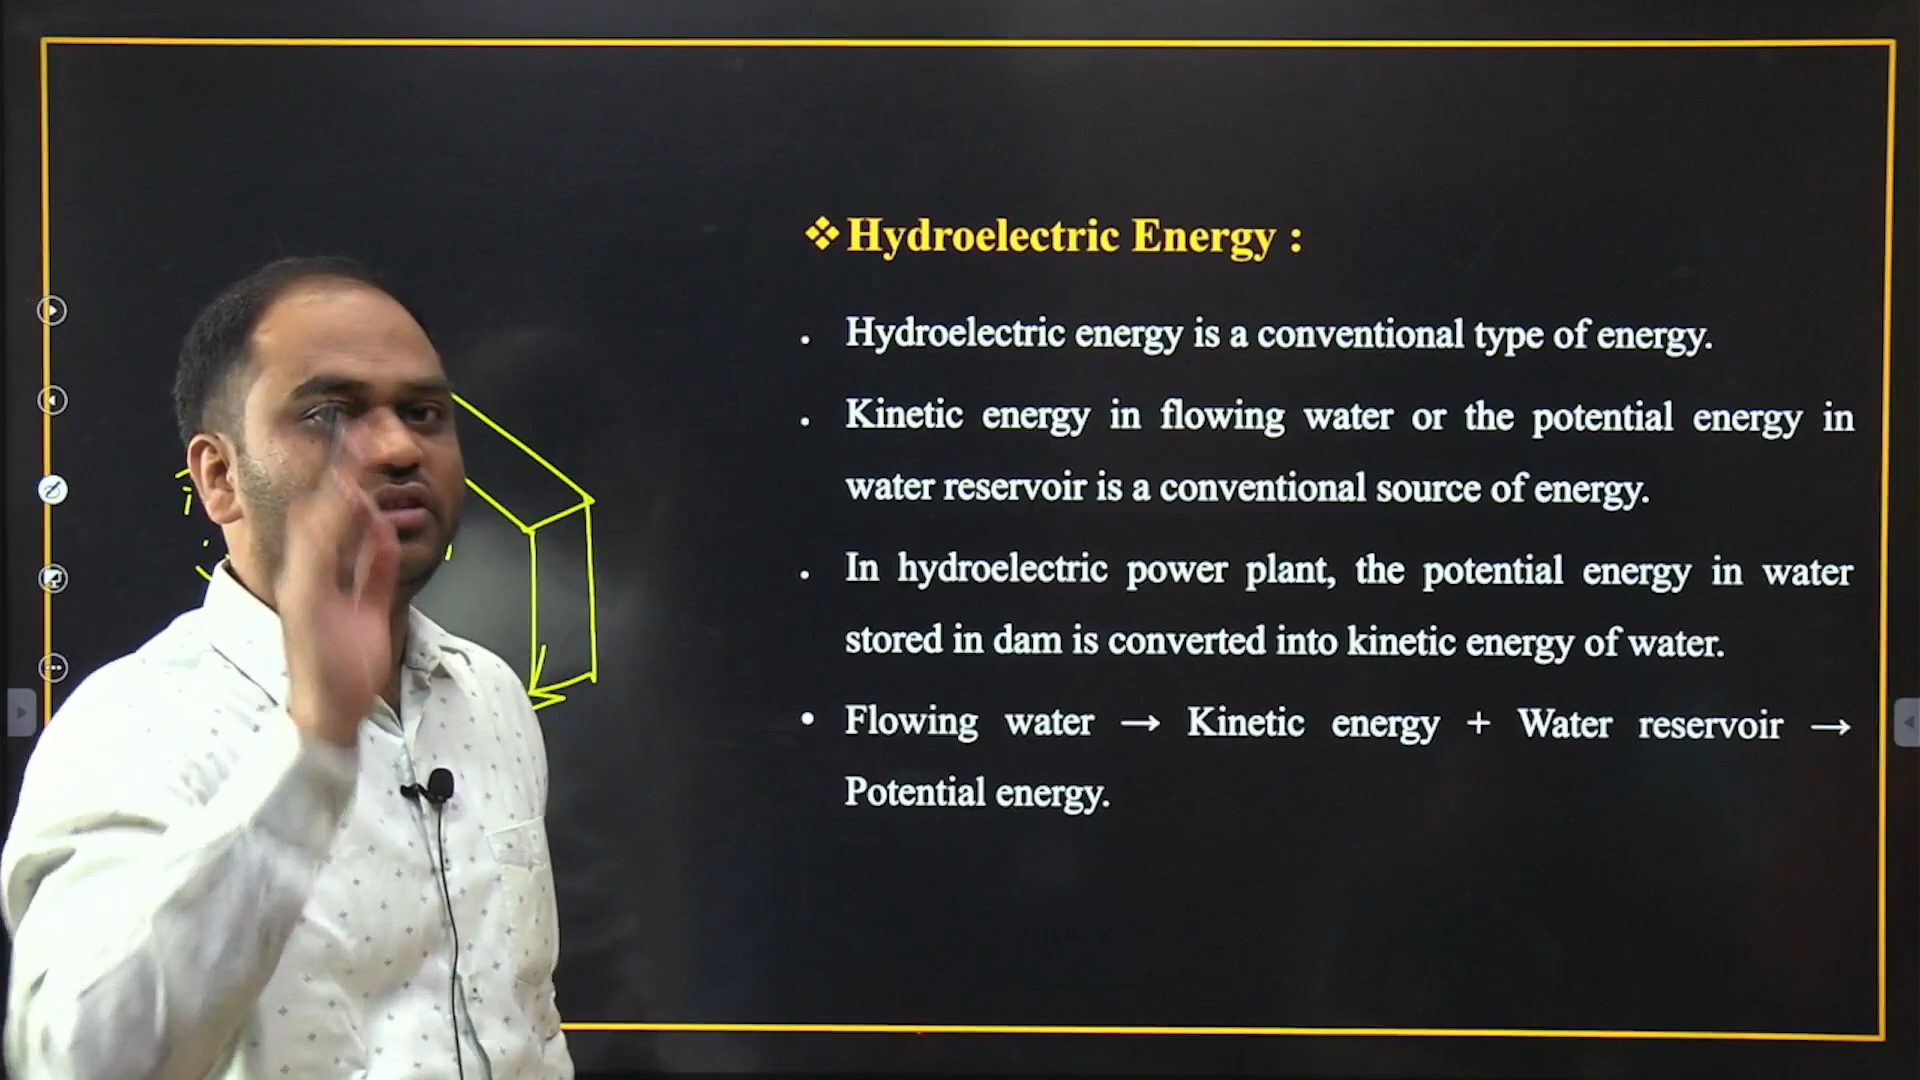 ❖ Hydroelectric Energy :
. Hydroelectric energy is a conventional type of energy.
. Kinetic energy in flowing water or the potential energy in
water reservoir is a conventional source of energy.
. In hydroelectric power plant, the potential energy in water
stored in dam is converted into kinetic energy of water.
• Flowing water → Kinetic energy + Water reservoir →
Potential energy.